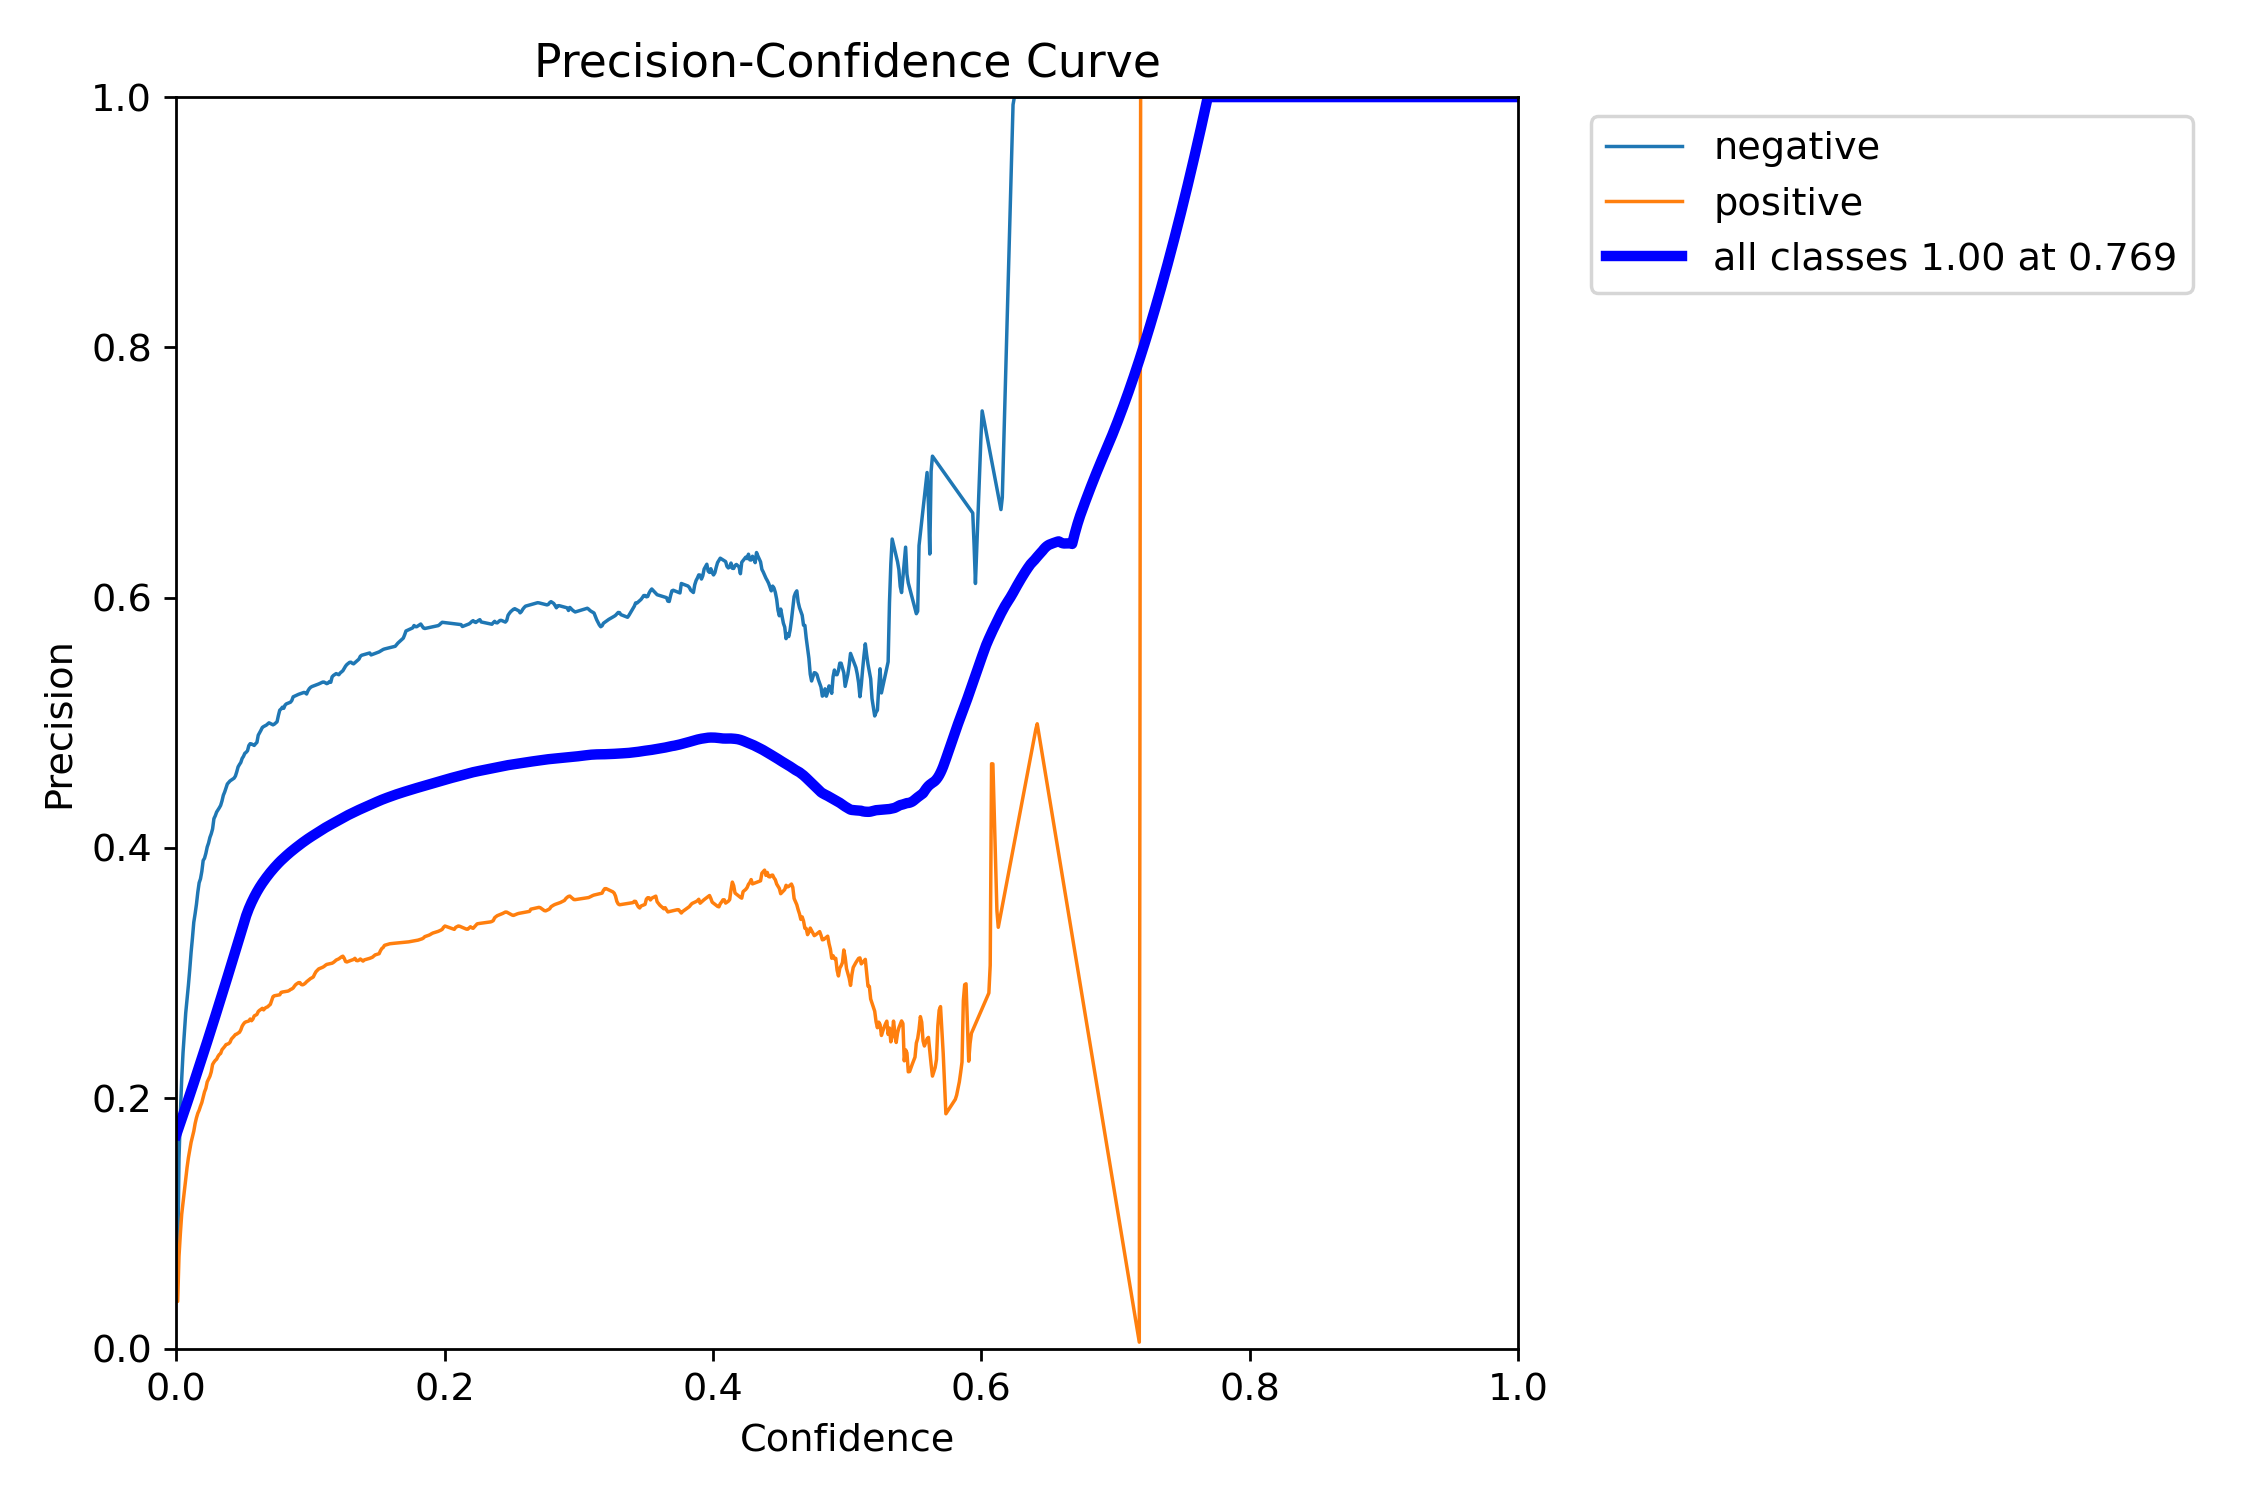 Precision-Confidence Curve
1.0
0.8
0.6
0.4
0.2
0.0
Precision
0.0 0.2 0.4 0.6 0.8 1.0
Confidence
negative
positive
all classes 1.00 at 0.769